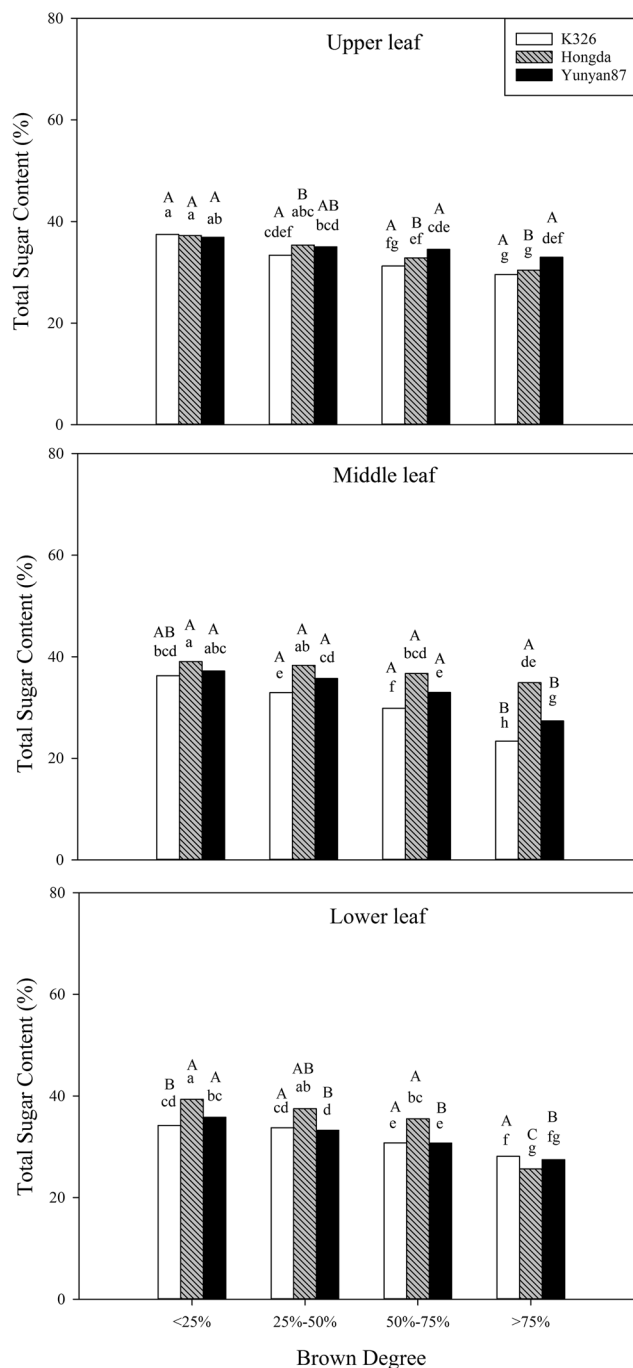 80
Upper leaf
K326
Hongda
Yunyan87
60
Total Sugar Content (%)
40
A A A A B AB A B A A B A
a a ab cdef abc bcd fg ef cde g g def
20
0
80
Middle leaf
60
Total Sugar Content (%)
40
AB A A A A A A A A B A B
bcd a abc e ab cd f bcd e h de g
20
0
80
Lower leaf
60
Total Sugar Content (%)
40
B A A A AB B A A B A C B
cd a bc cd ab d e bc e f g fg
20
0
<25% 25%-50% 50%-75% >75%
Brown Degree